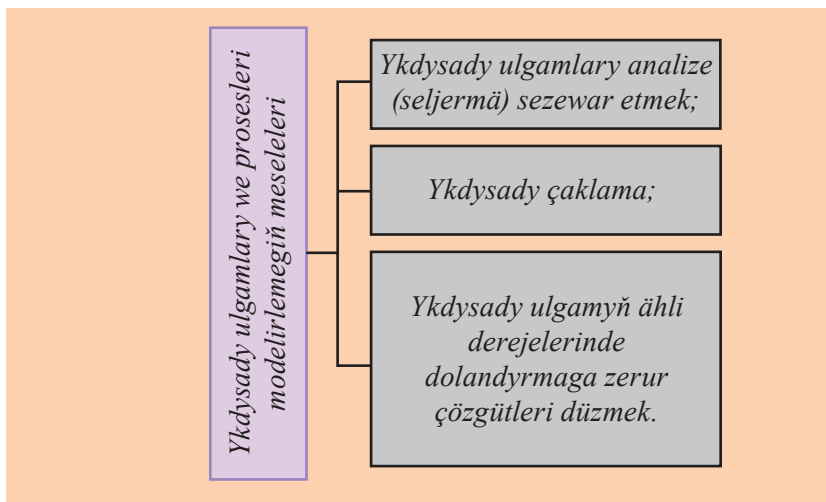 Ykdysady ulgamlary we prosesleri
modelirlemegiň meseleleri
Ykdysady ulgamlary analize
(seljermä) sezewar etmek;
Ykdysady çaklama;
Ykdysady ulgamyň ähli
derejelerinde
dolandyrmaga zerur
çözgütleri düzmek.